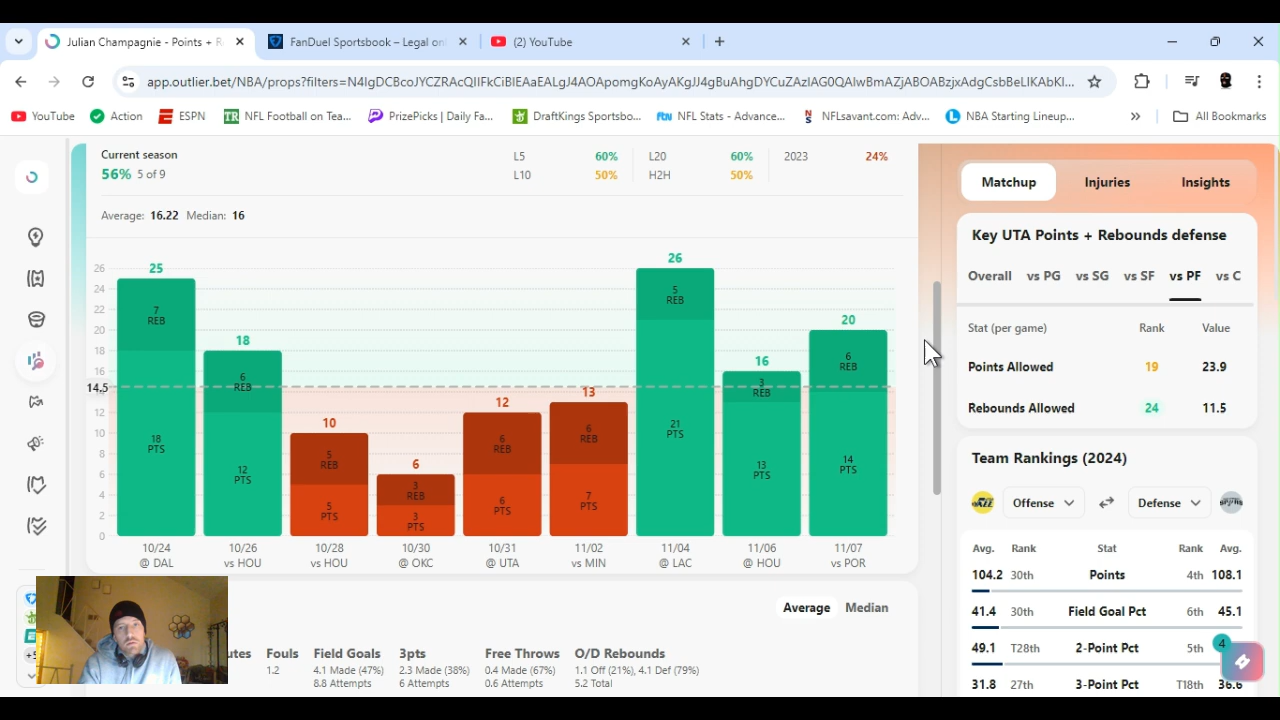 Julian Champagnie - Points + R
FanDuel Sportsbook – Legal on
(2) YouTube
app.outlier.bet/NBA/props?filters=
YouTube
Action
ESPN
NFL Football on Tea...
PrizePicks | Daily Fa...
DraftKings Sportsbo...
NFL Stats - Advance...
NFLsavant.com: Adv...
NBA Starting Lineup...
All Bookmarks
Current season
56% 5 of 9
L5 60% L20 60% 2023 24%
L10 50% H2H 50%
Average: 16.22 Median: 16
26
24
22
20
18
16
14.5
12
10
8
6
4
2
0
25
7
REB
18
PTS
10/24
@ DAL
18
6
REB
12
PTS
10/26
vs HOU
10
5
REB
5
PTS
10/28
vs HOU
6
3
REB
3
PTS
10/30
@ OKC
12
6
REB
6
PTS
10/31
@ UTA
13
6
REB
7
PTS
11/02
vs MIN
26
5
REB
21
PTS
11/04
@ LAC
16
3
REB
13
PTS
11/06
@ HOU
20
6
REB
14
PTS
11/07
vs POR
Average Median
utes Fouls Field Goals 3pts Free Throws O/D Rebounds
1.2 4.1 Made (47%) 2.3 Made (38%) 0.4 Made (67%) 1.1 Off (21%), 4.1 Def (79%)
8.8 Attempts 6 Attempts 0.6 Attempts 5.2 Total
Matchup Injuries Insights
Key UTA Points + Rebounds defense
Overall vs PG vs SG vs SF vs PF vs C
Stat (per game) Rank Value
Points Allowed 19 23.9
Rebounds Allowed 24 11.5
Team Rankings (2024)
Offense Defense
Avg. Rank Stat Rank Avg.
104.2 30th Points 4th 108.1
41.4 30th Field Goal Pct 6th 45.1
49.1 T28th 2-Point Pct 5th
4
31.8 27th 3-Point Pct T18th 36.6